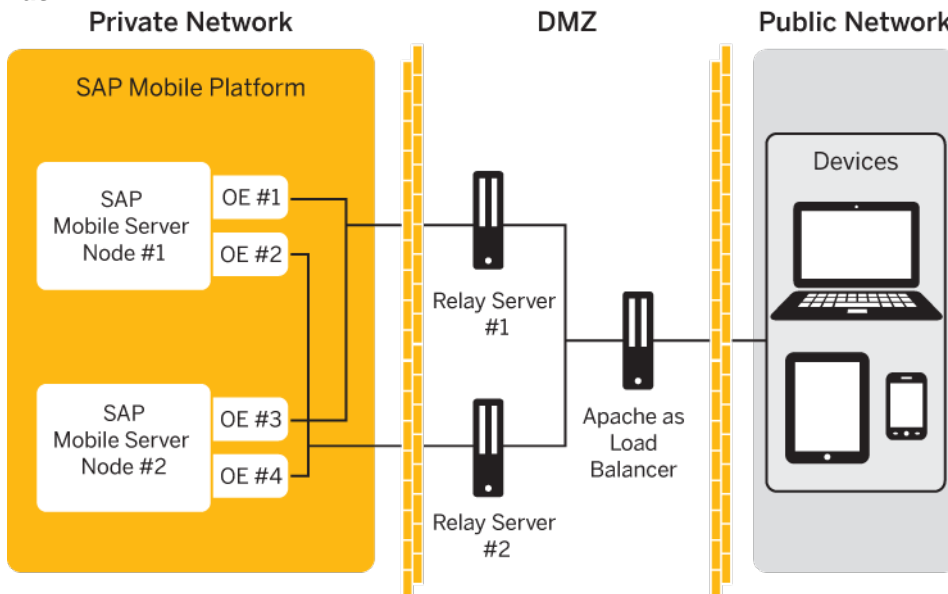 Private Network
DMZ
Public Network
SAP Mobile Platform
SAP
Mobile Server
Node #1
OE #1
OE #2
SAP
Mobile Server
Node #2
OE #3
OE #4
Relay Server
#1
Relay Server
#2
Apache as
Load
Balancer
Devices